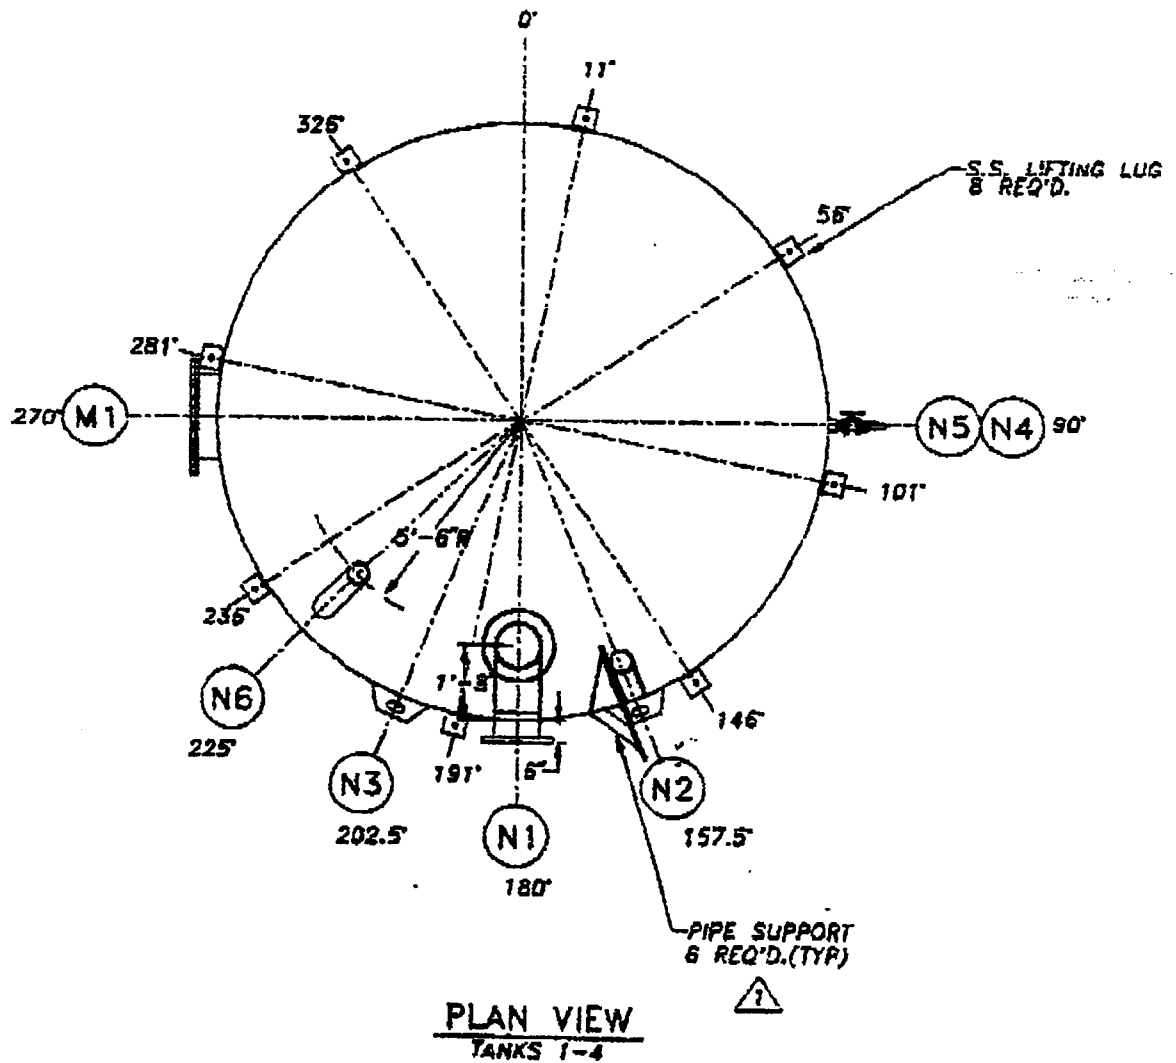 0°
11°
326°
S.S. LIFTING LUG
8 REQ'D.
56°
281°
270° M1
N5 N4 90°
101°
5'-6"R
236°
1'-8
N6
146°
225°
191°
6"
N3
N2
202.5°
N1
157.5°
180°
PIPE SUPPORT
6 REQ'D.(TYP)
1
PLAN VIEW
TANKS 1-4